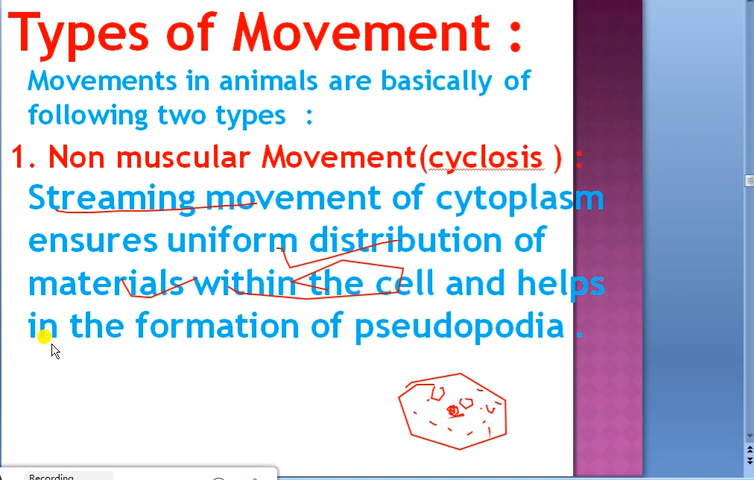 Types of Movement :
Movements in animals are basically of
following two types :
1. Non muscular Movement(cyclosis ) :
Streaming movement of cytoplasm
ensures uniform distribution of
materials within the cell and helps
in the formation of pseudopodia .
Recording